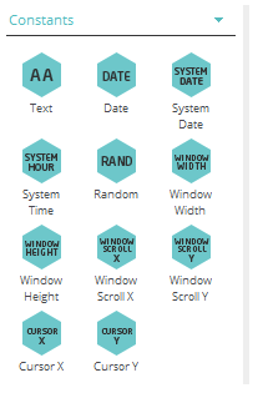 Constants
AA
DATE
SYSTEM
DATE
Text
Date
System
Date
SYSTEM
HOUR
RAND
WINDOW
WIDTH
System
Time
Random
Window
Width
WINDOW
HEIGHT
WINDOW
SCROLL
X
WINDOW
SCROLL
Y
Window
Height
Window
Scroll X
Window
Scroll Y
CURSOR
X
CURSOR
Y
Cursor X
Cursor Y